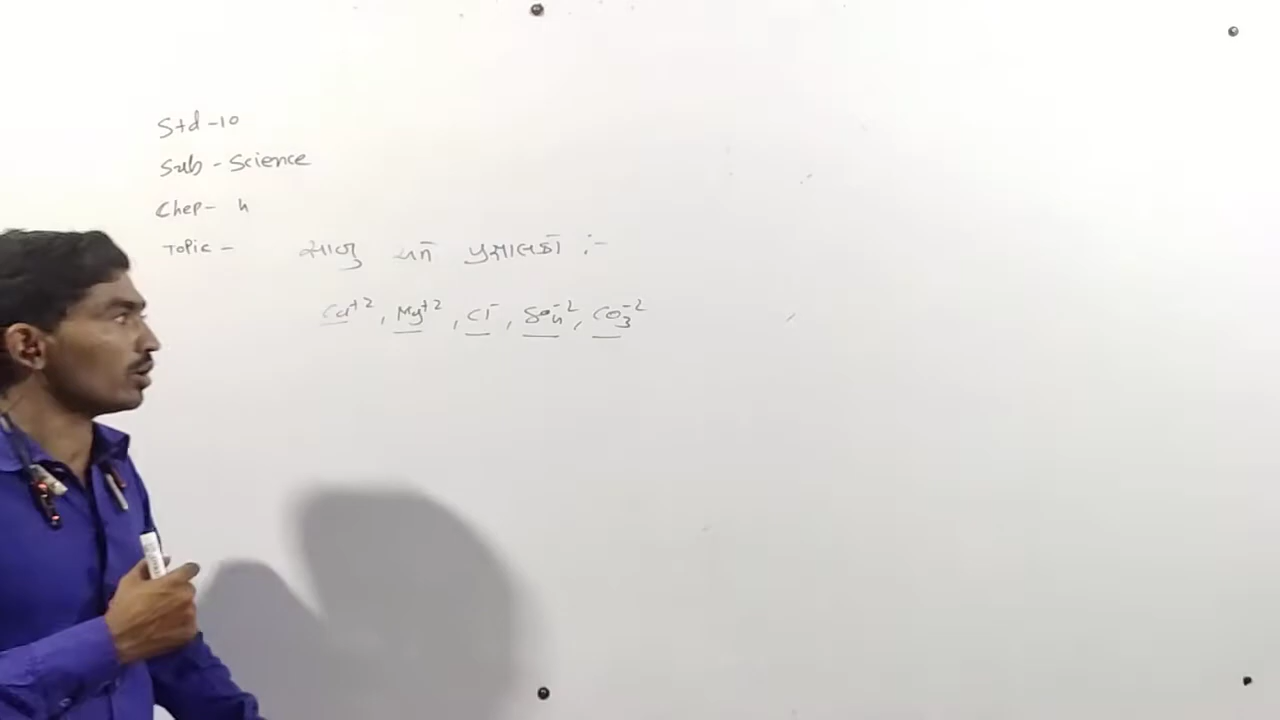 Std-10
Sub - Science
Chep- 4
Topic - સાબુ અને પ્રક્ષાલકો :-
Ca⁺², Mg⁺², Cl⁻, SO₄⁻², CO₃⁻²